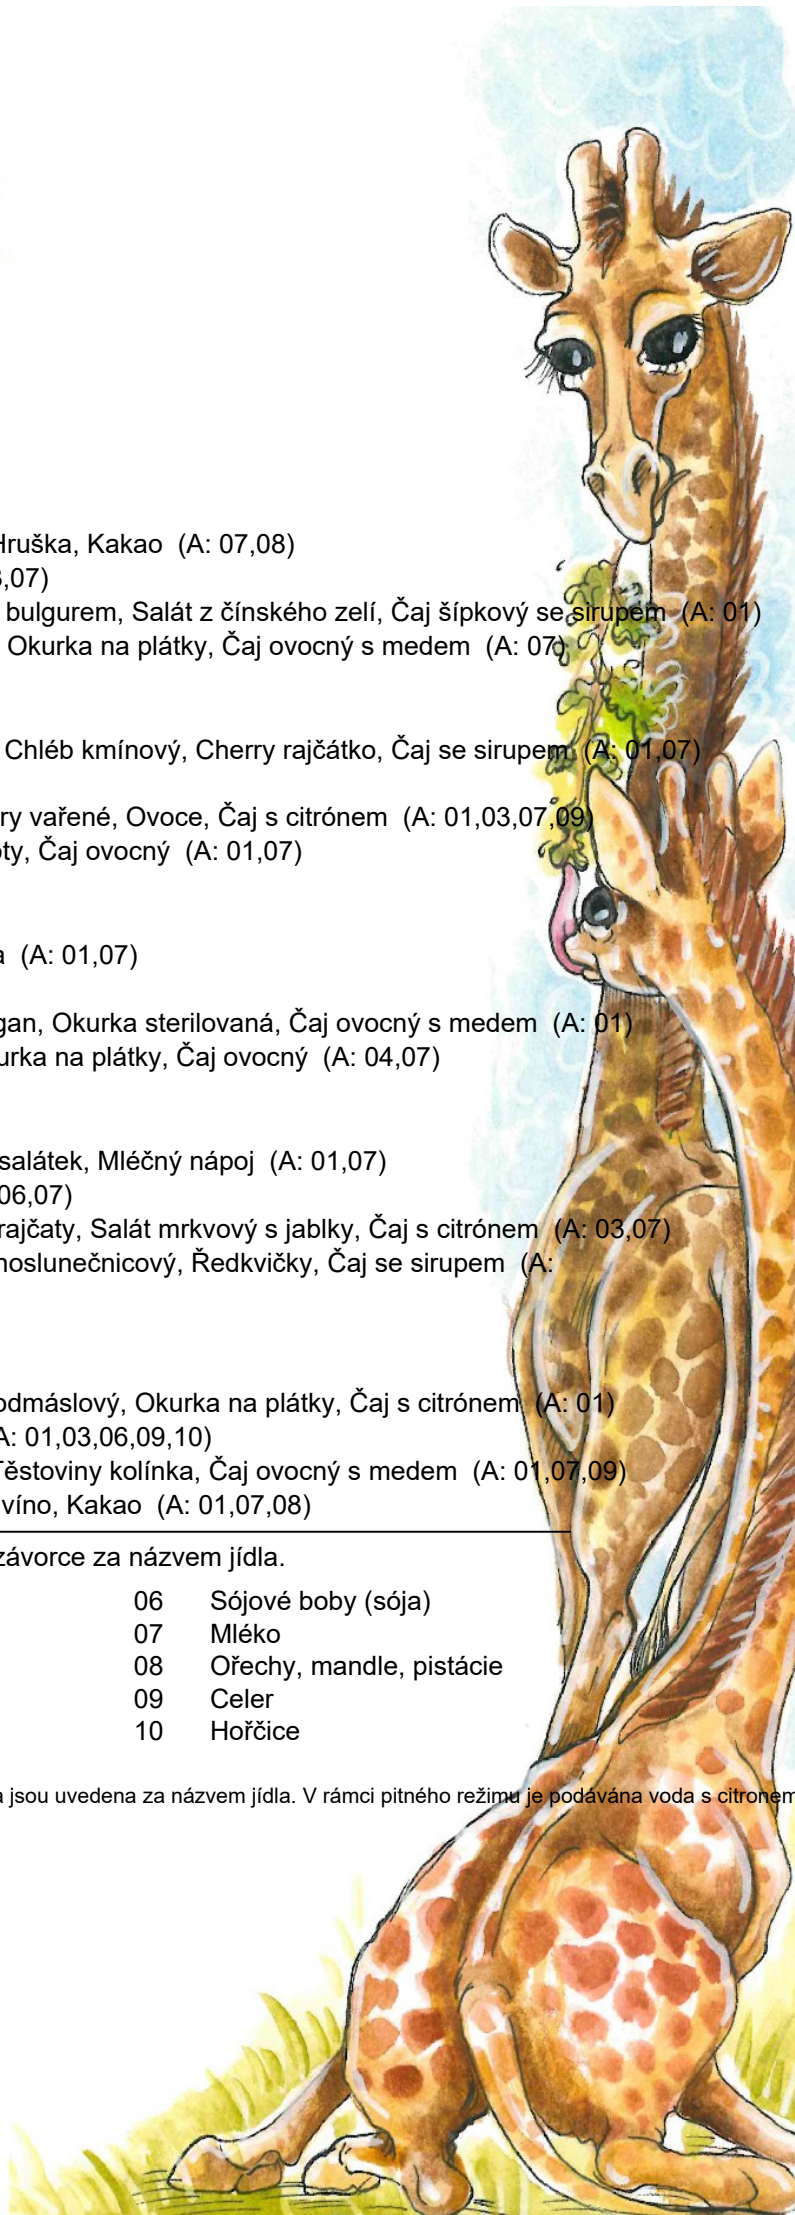 Hruška, Kakao (A: 07,08)
,07)
bulgurem, Salát z čínského zelí, Čaj šípkový se sirupem (A: 01)
Okurka na plátky, Čaj ovocný s medem (A: 07)
Chléb kmínový, Cherry rajčátko, Čaj se sirupem (A: 01,07)
ry vařené, Ovoce, Čaj s citrónem (A: 01,03,07,09)
ty, Čaj ovocný (A: 01,07)
(A: 01,07)
gan, Okurka sterilovaná, Čaj ovocný s medem (A: 01)
urka na plátky, Čaj ovocný (A: 04,07)
salátek, Mléčný nápoj (A: 01,07)
06,07)
rajčaty, Salát mrkvový s jablky, Čaj s citrónem (A: 03,07)
noslunečnicový, Ředkvičky, Čaj se sirupem (A:
odmáslový, Okurka na plátky, Čaj s citrónem (A: 01)
A: 01,03,06,09,10)
Těstoviny kolínka, Čaj ovocný s medem (A: 01,07,09)
víno, Kakao (A: 01,07,08)
závorce za názvem jídla.
06 Sójové boby (sója)
07 Mléko
08 Ořechy, mandle, pistácie
09 Celer
10 Hořčice
a jsou uvedena za názvem jídla. V rámci pitného režimu je podávána voda s citronem